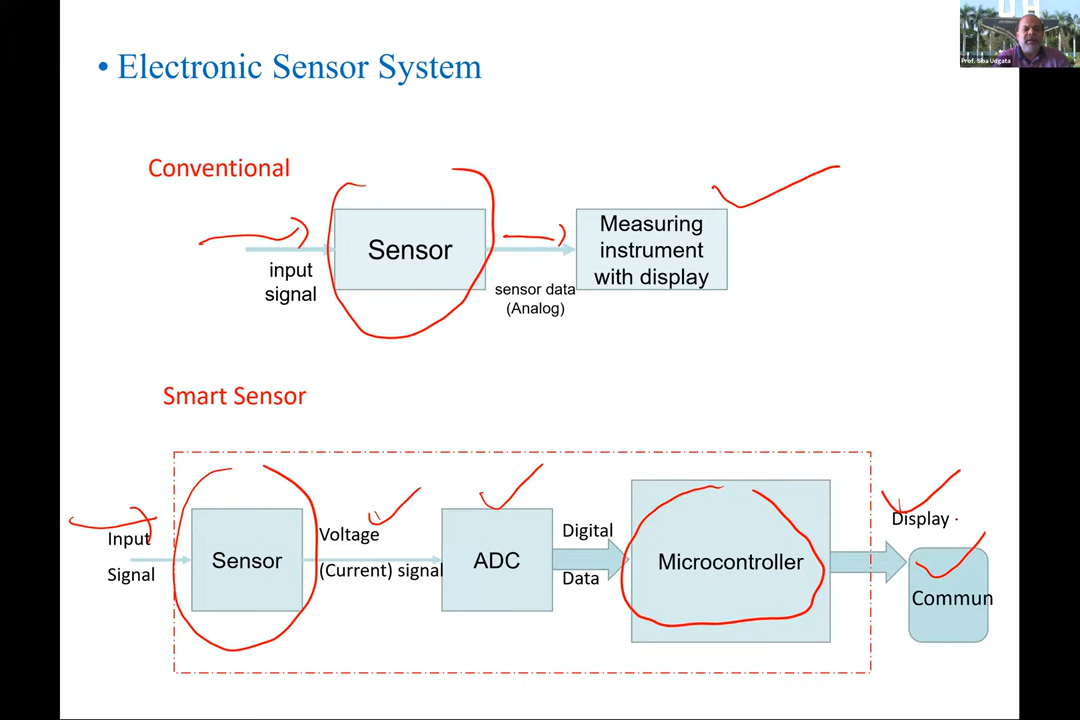 • Electronic Sensor System
Prof. Siba Udgata
Conventional
input
signal
Sensor
sensor data
(Analog)
Measuring
instrument
with display
Smart Sensor
Input
Signal
Sensor
Voltage
(Current) signal
ADC
Digital
Data
Microcontroller
Display
Commun